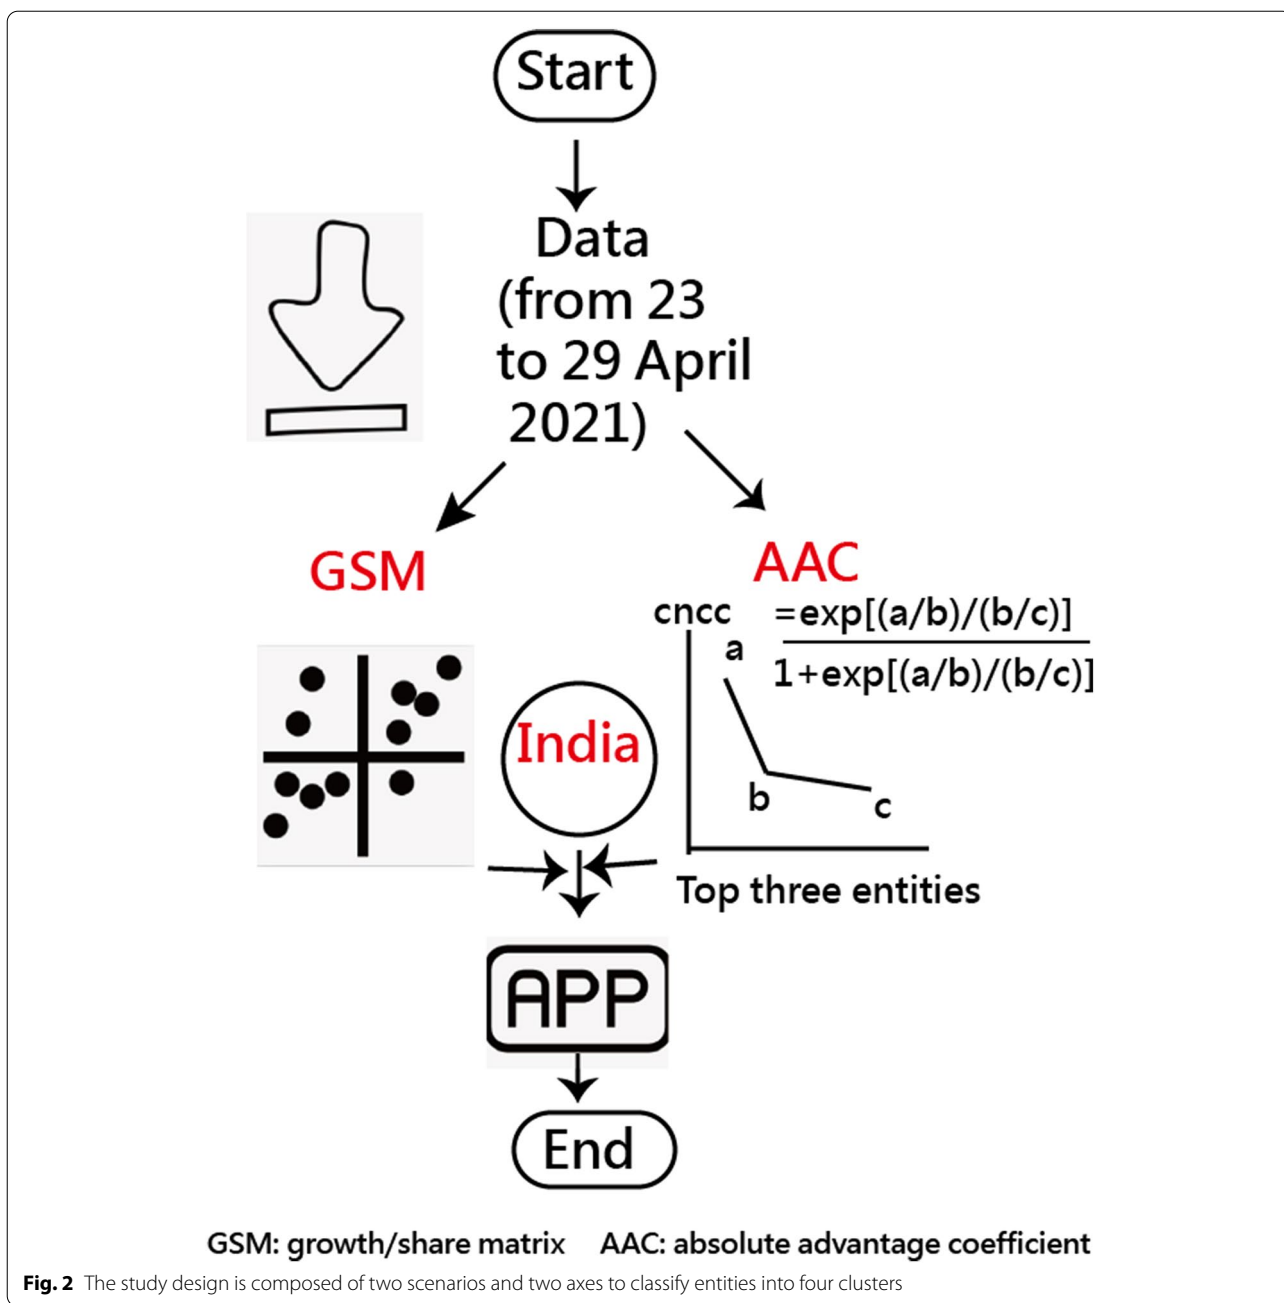 Start
Data
(from 23
to 29 April
2021)
GSM
AAC
cncc
=exp[(a/b)/(b/c)]
1+exp[(a/b)/(b/c)]
a
b
c
India
Top three entities
APP
End
GSM: growth/share matrix AAC: absolute advantage coefficient
Fig. 2 The study design is composed of two scenarios and two axes to classify entities into four clusters